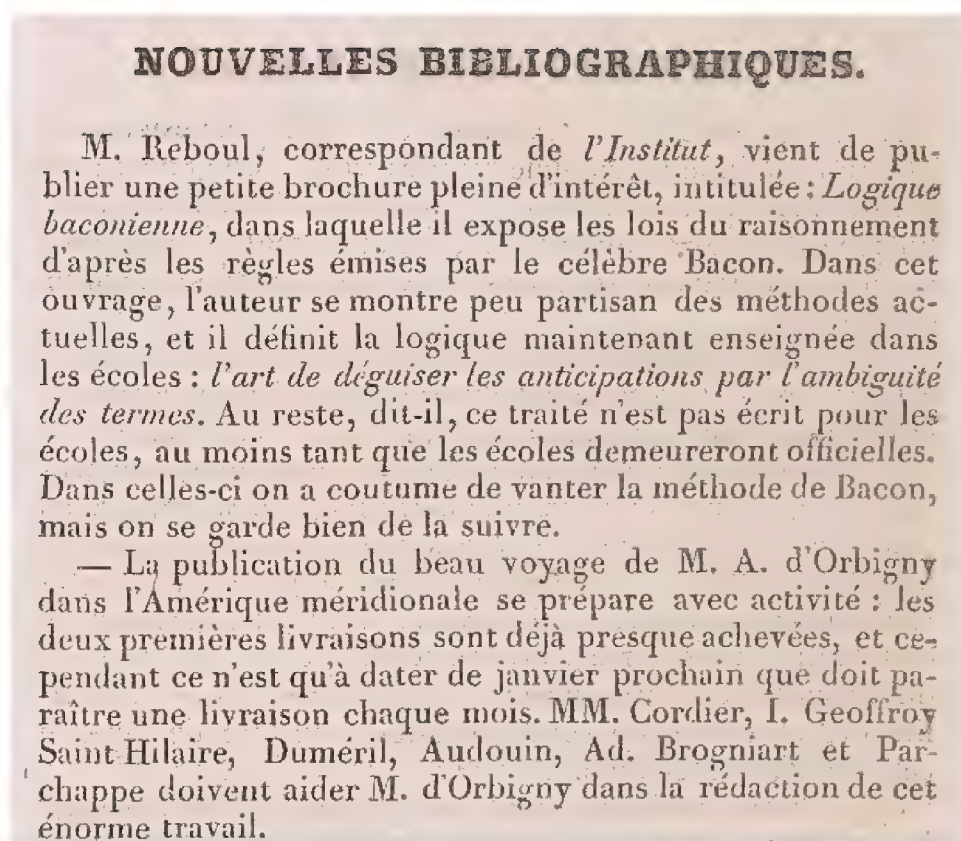 NOUVELLES BIBLIOGRAPHIQUES.
M. Reboul, correspondant de l'Institut, vient de pu-
blier une petite brochure pleine d'intérêt, intitulée : Logique
baconienne, dans laquelle il expose les lois du raisonnement
d'après les règles émises par le célèbre Bacon. Dans cet
ouvrage, l'auteur se montre peu partisan des méthodes ac-
tuelles, et il définit la logique maintenant enseignée dans
les écoles : l'art de déguiser les anticipations par l'ambiguité
des termes. Au reste, dit-il, ce traité n'est pas écrit pour les
écoles, au moins tant que les écoles demeureront officielles.
Dans celles-ci on a coutume de vanter la méthode de Bacon,
mais on se garde bien de la suivre.
— La publication du beau voyage de M. A. d'Orbigny
dans l'Amérique méridionale se prépare avec activité : les
deux premières livraisons sont déjà presque achevées, et ce-
pendant ce n'est qu'à dater de janvier prochain que doit pa-
raître une livraison chaque mois. MM. Cordier, I. Geoffroy
Saint Hilaire, Duméril, Audouin, Ad. Brogniart et Par-
chappe doivent aider M. d'Orbigny dans la rédaction de cet
énorme travail.